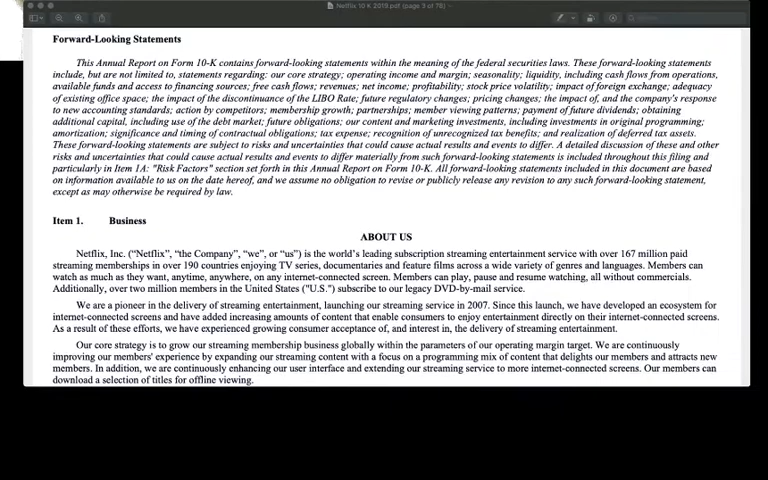 Netflix 10 K 2019.pdf (page 3 of 78)
Forward-Looking Statements
This Annual Report on Form 10-K contains forward-looking statements within the meaning of the federal securities laws. These forward-looking statements
include, but are not limited to, statements regarding: our core strategy; operating income and margin; seasonality; liquidity, including cash flows from operations,
available funds and access to financing sources; free cash flows; revenues; net income; profitability; stock price volatility; impact of foreign exchange; adequacy
of existing office space; the impact of the discontinuance of the LIBO Rate; future regulatory changes; pricing changes; the impact of, and the company's response
to new accounting standards; action by competitors; membership growth; partnerships; member viewing patterns; payment of future dividends; obtaining
additional capital, including use of the debt market; future obligations; our content and marketing investments, including investments in original programming;
amortization; significance and timing of contractual obligations; tax expense; recognition of unrecognized tax benefits; and realization of deferred tax assets.
These forward-looking statements are subject to risks and uncertainties that could cause actual results and events to differ. A detailed discussion of these and other
risks and uncertainties that could cause actual results and events to differ materially from such forward-looking statements is included throughout this filing and
particularly in Item 1A: "Risk Factors" section set forth in this Annual Report on Form 10-K. All forward-looking statements included in this document are based
on information available to us on the date hereof, and we assume no obligation to revise or publicly release any revision to any such forward-looking statement,
except as may otherwise be required by law.
Item 1. Business
ABOUT US
Netflix, Inc. (“Netflix”, “the Company”, “we”, or “us”) is the world’s leading subscription streaming entertainment service with over 167 million paid
streaming memberships in over 190 countries enjoying TV series, documentaries and feature films across a wide variety of genres and languages. Members can
watch as much as they want, anytime, anywhere, on any internet-connected screen. Members can play, pause and resume watching, all without commercials.
Additionally, over two million members in the United States ("U.S.") subscribe to our legacy DVD-by-mail service.
We are a pioneer in the delivery of streaming entertainment, launching our streaming service in 2007. Since this launch, we have developed an ecosystem for
internet-connected screens and have added increasing amounts of content that enable consumers to enjoy entertainment directly on their internet-connected screens.
As a result of these efforts, we have experienced growing consumer acceptance of, and interest in, the delivery of streaming entertainment.
Our core strategy is to grow our streaming membership business globally within the parameters of our operating margin target. We are continuously
improving our members' experience by expanding our streaming content with a focus on a programming mix of content that delights our members and attracts new
members. In addition, we are continuously enhancing our user interface and extending our streaming service to more internet-connected screens. Our members can
download a selection of titles for offline viewing.